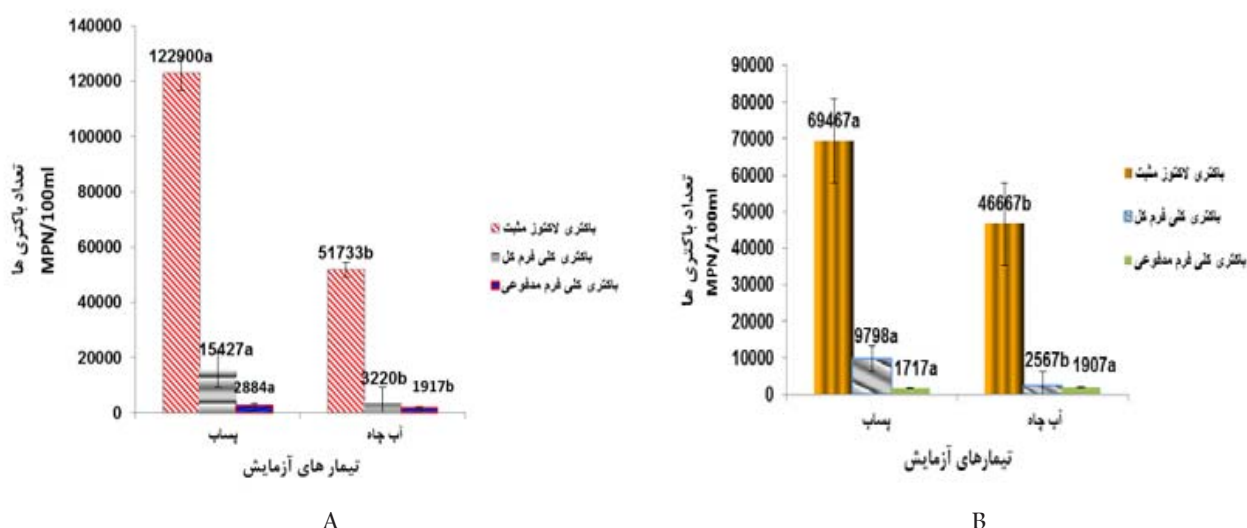 140000
120000
100000
80000
60000
40000
20000
0
تعداد باکتری ها
MPN/100ml
122900a
15427a
2884a
51733b
3220b
1917b
پساب
آب چاه
تیمار های آزمایش
باکتری لاکتوز مثبت
باکتری کلی فرم کل
باکتری کلی فرم مدفوعی
A
90000
80000
70000
60000
50000
40000
30000
20000
10000
0
تعداد باکتری ها
MPN/100ml
69467a
9798a
1717a
46667b
2567b
1907a
پساب
آب چاه
تیمارهای آزمایش
باکتری لاکتوز مثبت
باکتری کلی فرم کل
باکتری کلی فرم مدفوعی
B